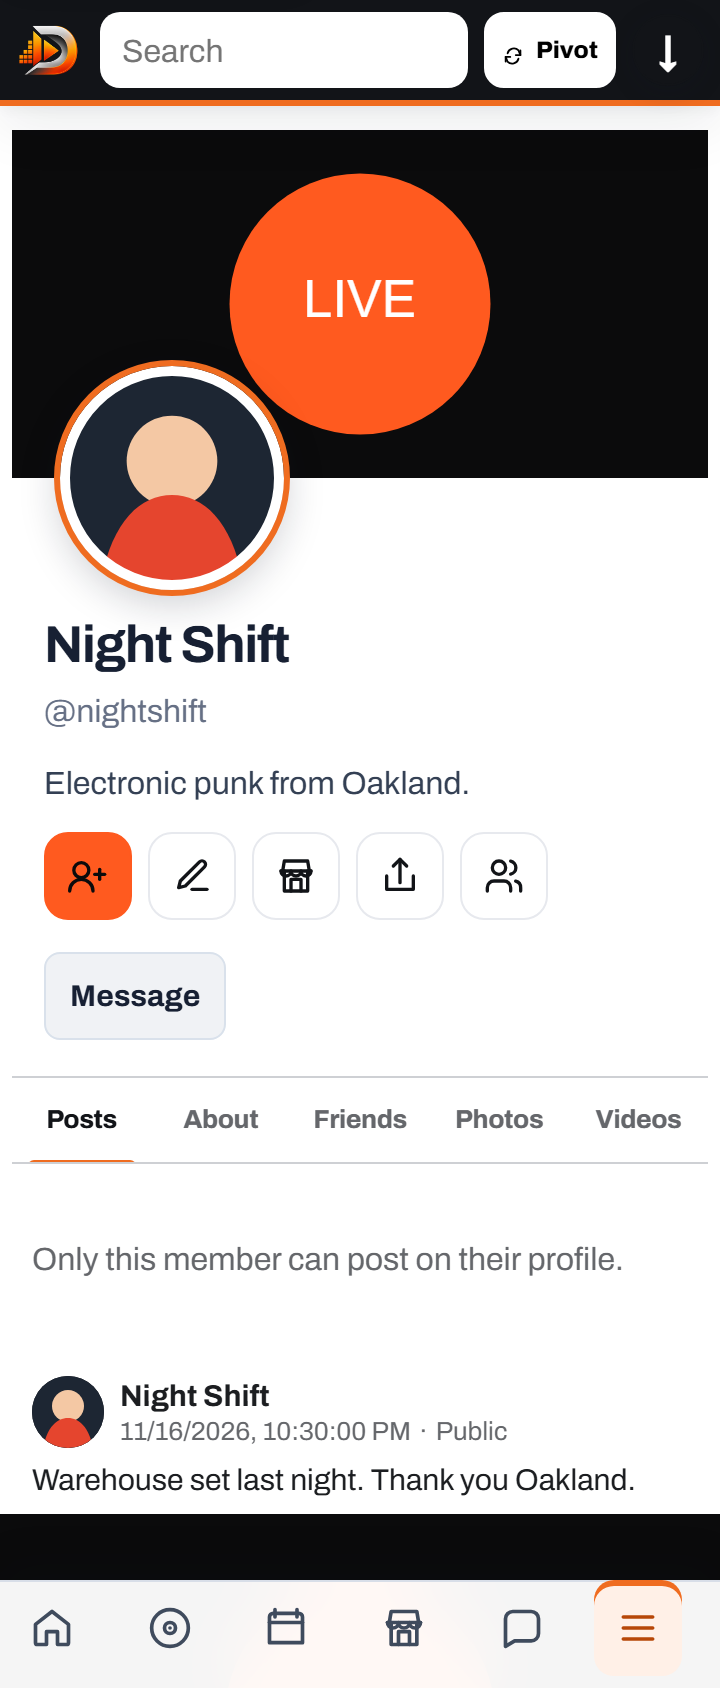 Search
Pivot
LIVE
Night Shift
@nightshift
Electronic punk from Oakland.
Message
Posts About Friends Photos Videos
Only this member can post on their profile.
Night Shift
11/16/2026, 10:30:00 PM · Public
Warehouse set last night. Thank you Oakland.